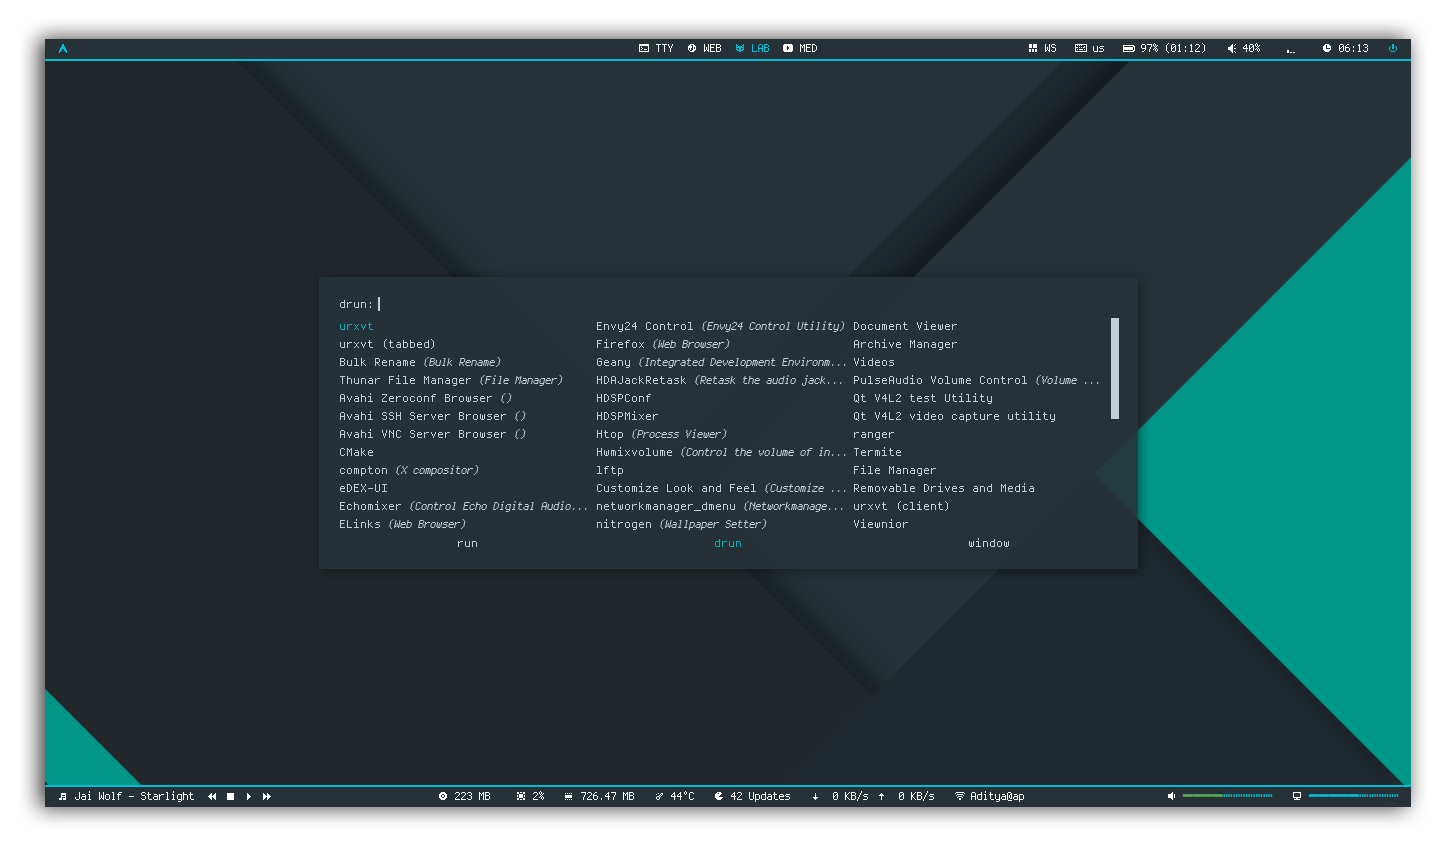 TTY WEB LAB MED WS us 97% (01:12) 40% 06:13
drun:
urxvt
urxvt (tabbed)
Bulk Rename (Bulk Rename)
Thunar File Manager (File Manager)
Avahi Zeroconf Browser ()
Avahi SSH Server Browser ()
Avahi VNC Server Browser ()
CMake
compton (X compositor)
eDEX-UI
Echomixer (Control Echo Digital Audio...
ELinks (Web Browser)
Envy24 Control (Envy24 Control Utility)
Firefox (Web Browser)
Geany (Integrated Development Environm...
HDAJackRetask (Retask the audio jack...
HDSPConf
HDSPMixer
Htop (Process Viewer)
Hwmixvolume (Control the volume of in...
lftp
Customize Look and Feel (Customize ...
networkmanager_dmenu (Networkmanage...
nitrogen (Wallpaper Setter)
Document Viewer
Archive Manager
Videos
PulseAudio Volume Control (Volume ...
Qt V4L2 test Utility
Qt V4L2 video capture utility
ranger
Termite
File Manager
Removable Drives and Media
urxvt (client)
Viewnior
run drun window
Jai Wolf - Starlight 223 MB 2% 726.47 MB 44°C 42 Updates 0 KB/s 0 KB/s Aditya@ap